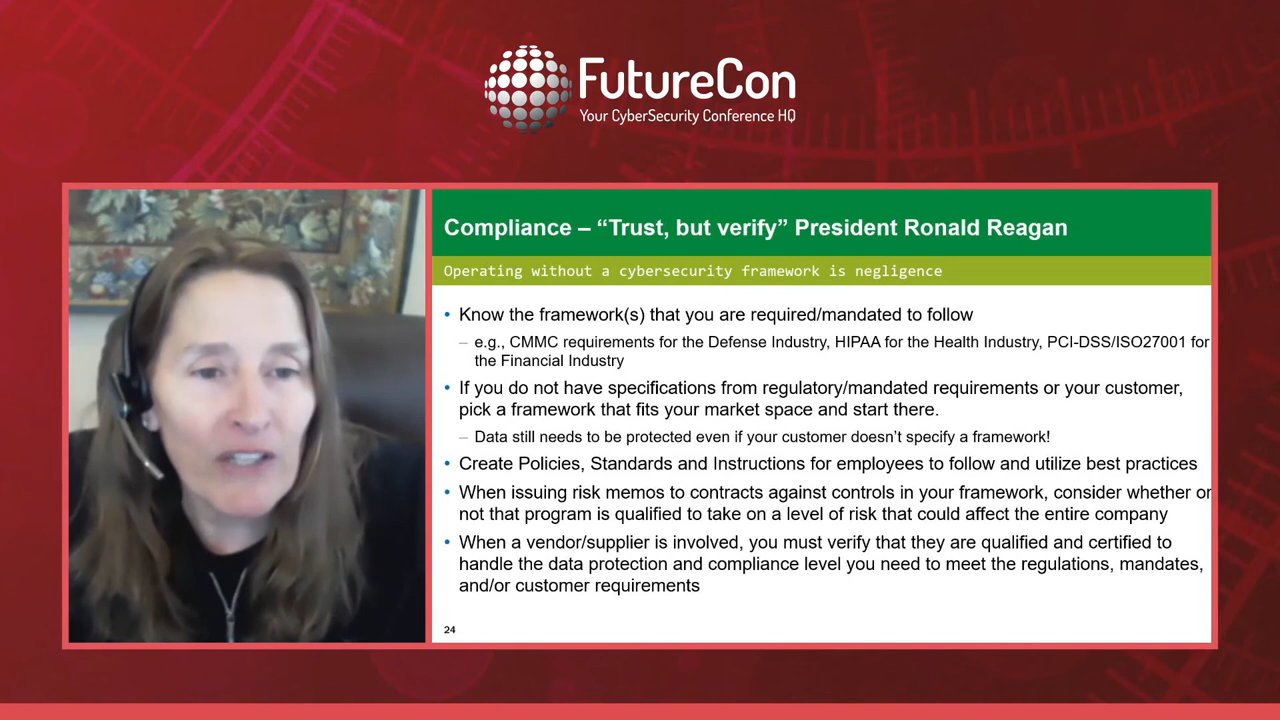 FutureCon
Your CyberSecurity Conference HQ
Compliance – “Trust, but verify” President Ronald Reagan
Operating without a cybersecurity framework is negligence
• Know the framework(s) that you are required/mandated to follow
– e.g., CMMC requirements for the Defense Industry, HIPAA for the Health Industry, PCI-DSS/ISO27001 for
the Financial Industry
• If you do not have specifications from regulatory/mandated requirements or your customer,
pick a framework that fits your market space and start there.
– Data still needs to be protected even if your customer doesn’t specify a framework!
• Create Policies, Standards and Instructions for employees to follow and utilize best practices
• When issuing risk memos to contracts against controls in your framework, consider whether or
not that program is qualified to take on a level of risk that could affect the entire company
• When a vendor/supplier is involved, you must verify that they are qualified and certified to
handle the data protection and compliance level you need to meet the regulations, mandates,
and/or customer requirements
24